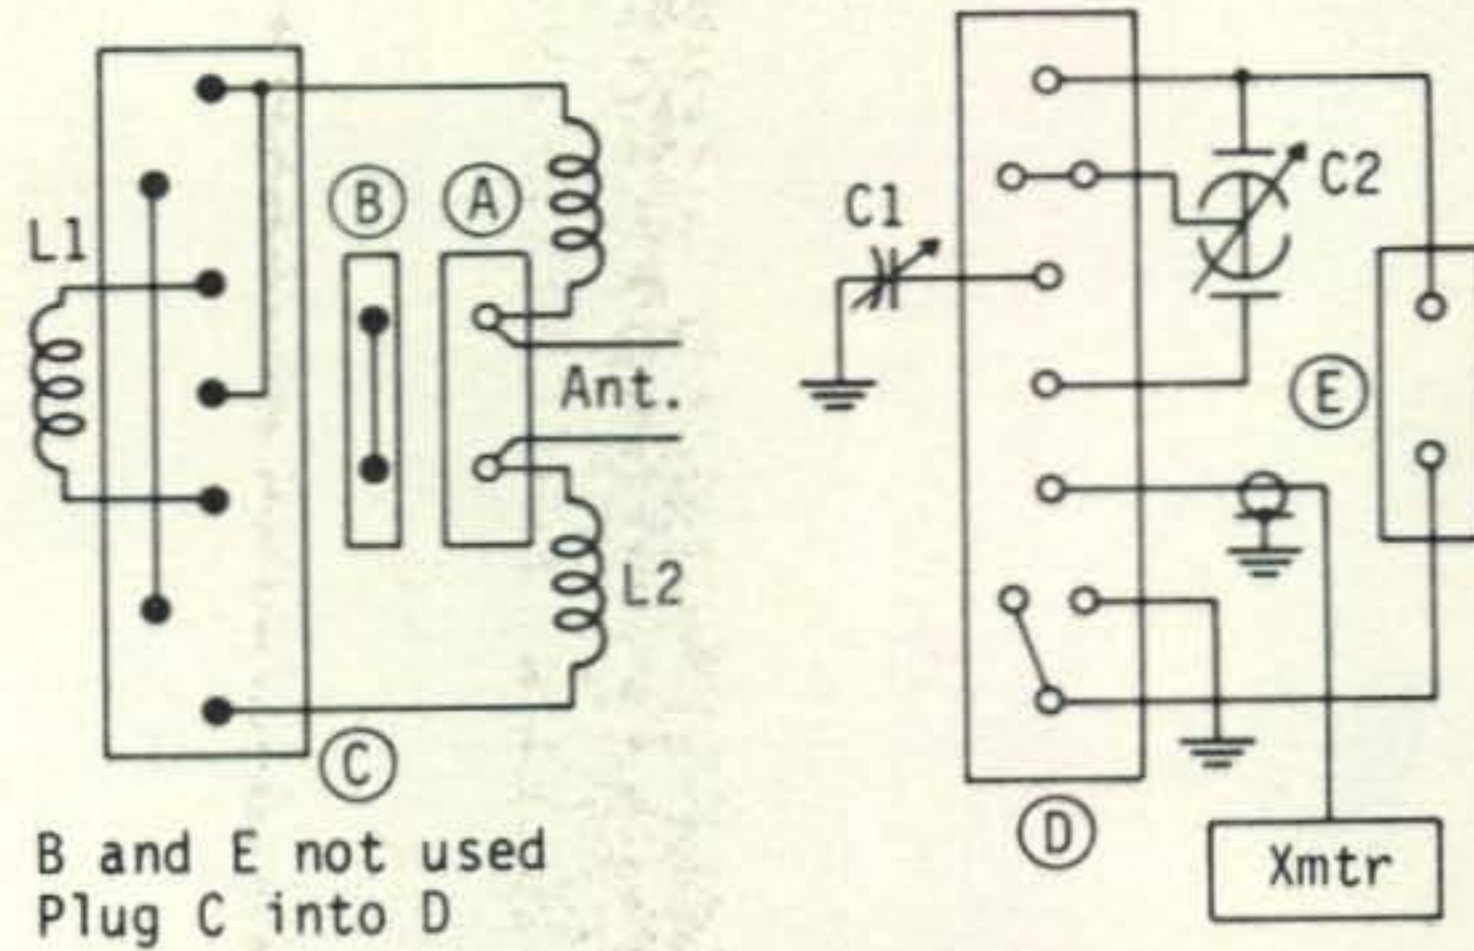 L1
B
A
Ant.
L2
C
C1
C2
E
D
Xmtr
B and E not used
Plug C into D